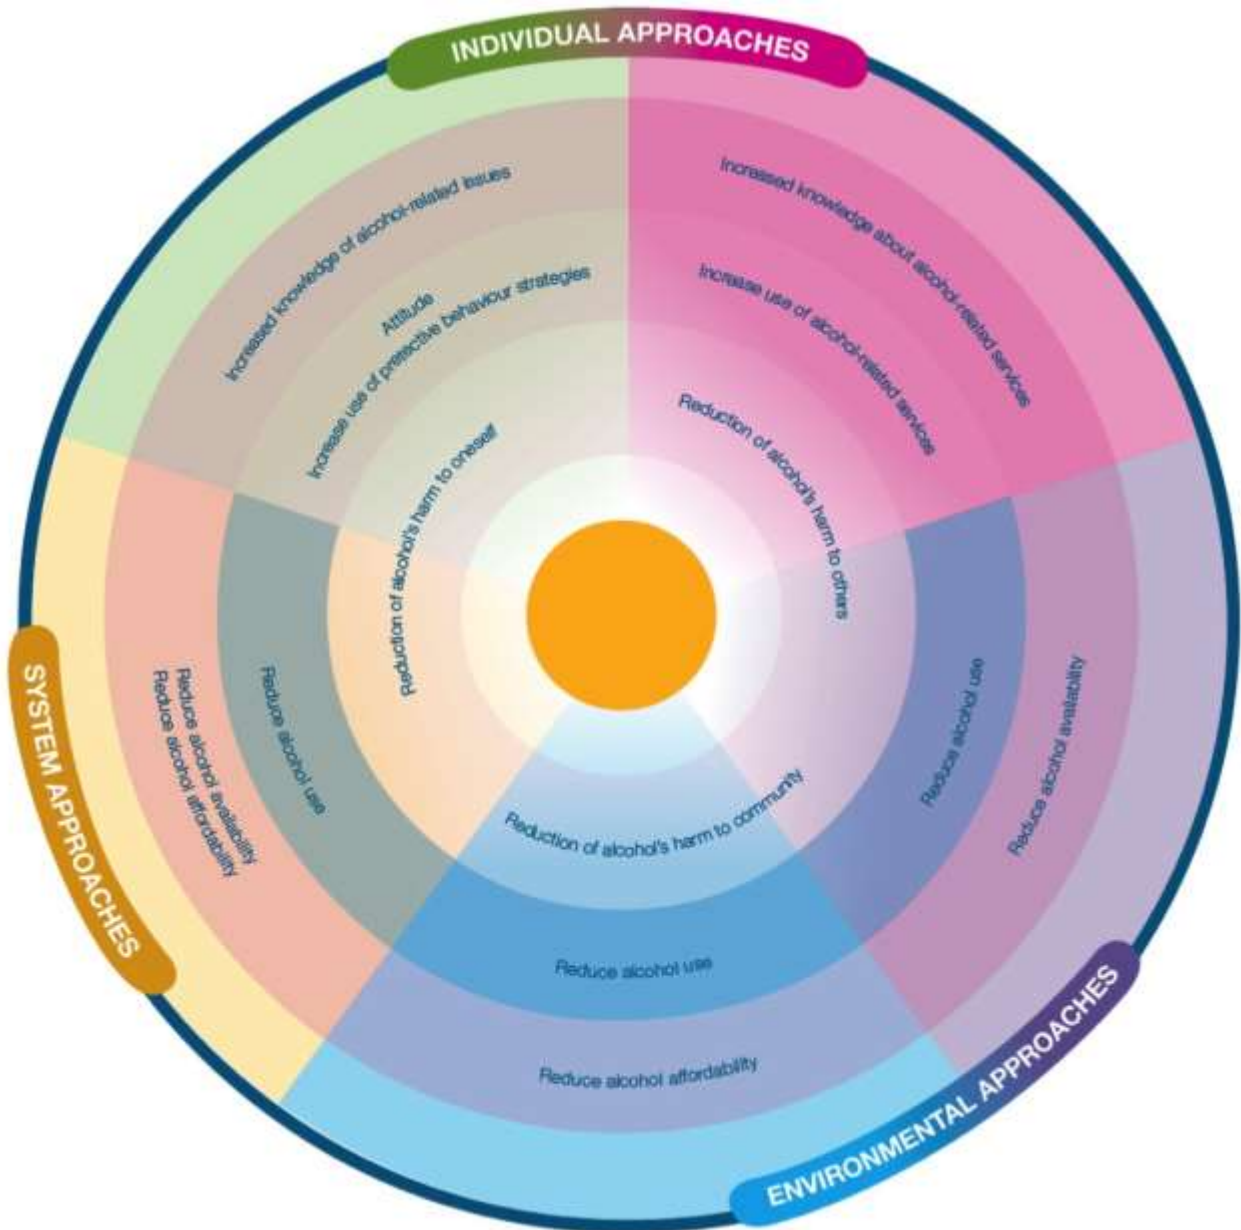 INDIVIDUAL APPROACHES
Increased knowledge of alcohol-related issues
Attitude
Increase use of pretective behaviour strategies
Reduction of alcohol's harm to oneself
Increased knowledge about alcohol-related services
Increase use of alcohol-related services
Reduction of alcohol's harm to others
Reduce alcohol use
Reduce alcohol availability
ENVIRONMENTAL APPROACHES
Reduction of alcohol's harm to community
Reduce alcohol use
Reduce alcohol affordability
SYSTEM APPROACHES
Reduce alcohol availability
Reduce alcohol affordability
Reduce alcohol use